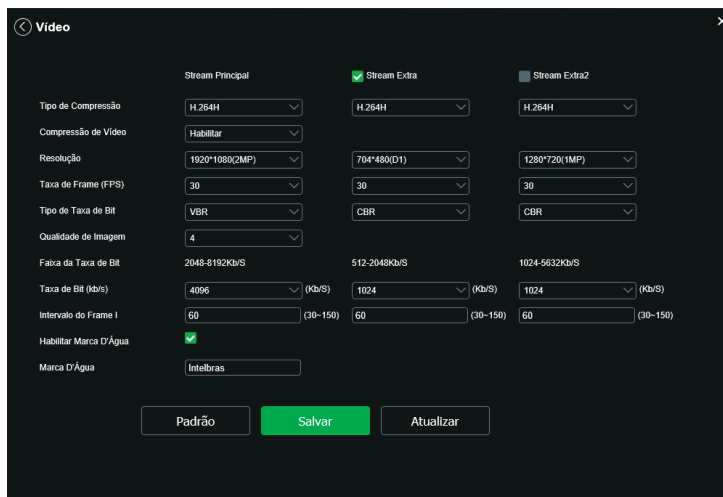 Vídeo
Stream Principal Stream Extra Stream Extra2
Tipo de Compressão H.264H H.264H H.264H
Compressão de Vídeo Habilitar
Resolução 1920*1080(2MP) 704*480(D1) 1280*720(1MP)
Taxa de Frame (FPS) 30 30 30
Tipo de Taxa de Bit VBR CBR CBR
Qualidade de Imagem 4
Faixa da Taxa de Bit 2048-8192Kb/S 512-2048Kb/S 1024-5632Kb/S
Taxa de Bit (kb/s) 4096 (Kb/S) 1024 (Kb/S) 1024 (Kb/S)
Intervalo do Frame I 60 (30~150) 60 (30~150) 60 (30~150)
Habilitar Marca D'Água
Marca D'Água Intelbras
Padrão Salvar Atualizar